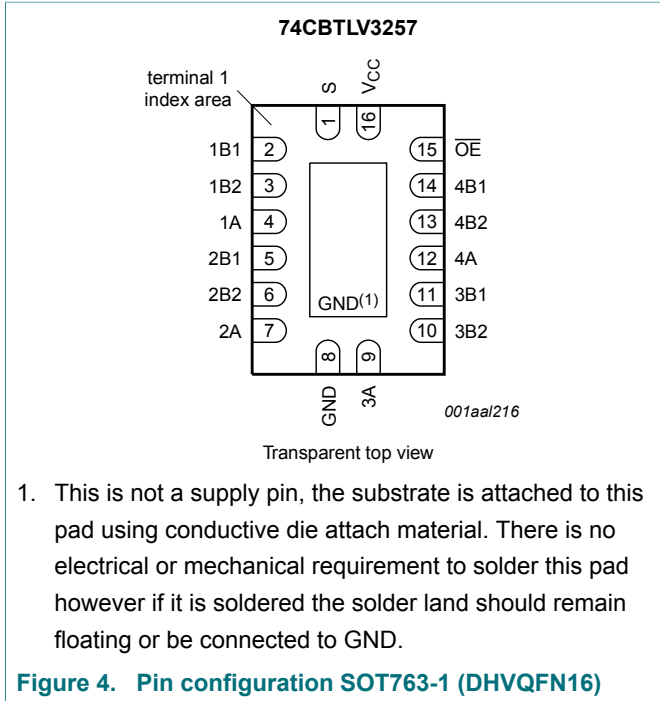 74CBTLV3257
terminal 1
index area
S
VCC
1
16
1B1 2
15 OE
1B2 3
14 4B1
1A 4
13 4B2
2B1 5
12 4A
2B2 6
11 3B1
GND(1)
2A 7
10 3B2
8
9
GND
3A
001aal216
Transparent top view
1. This is not a supply pin, the substrate is attached to this
pad using conductive die attach material. There is no
electrical or mechanical requirement to solder this pad
however if it is soldered the solder land should remain
floating or be connected to GND.
Figure 4. Pin configuration SOT763-1 (DHVQFN16)